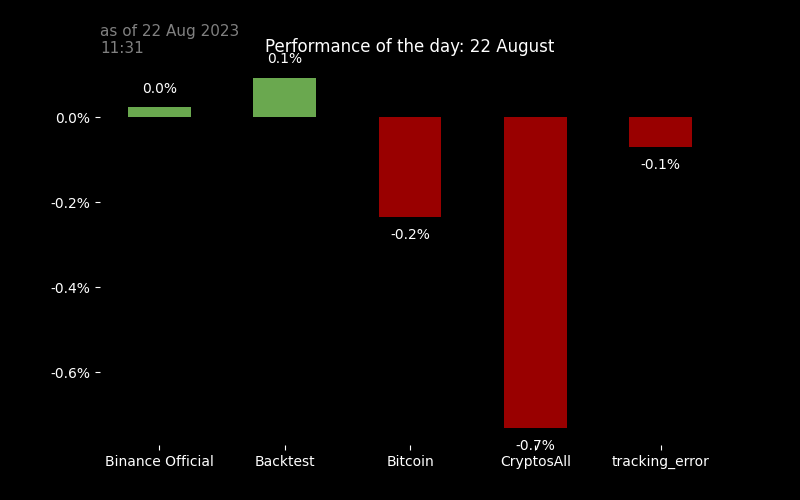 as of 22 Aug 2023
11:31
Performance of the day: 22 August
0.0%
0.1%
0.0%
-0.2%
-0.4%
-0.6%
-0.2%
-0.7%
-0.1%
Binance Official
Backtest
Bitcoin
CryptosAll
tracking_error